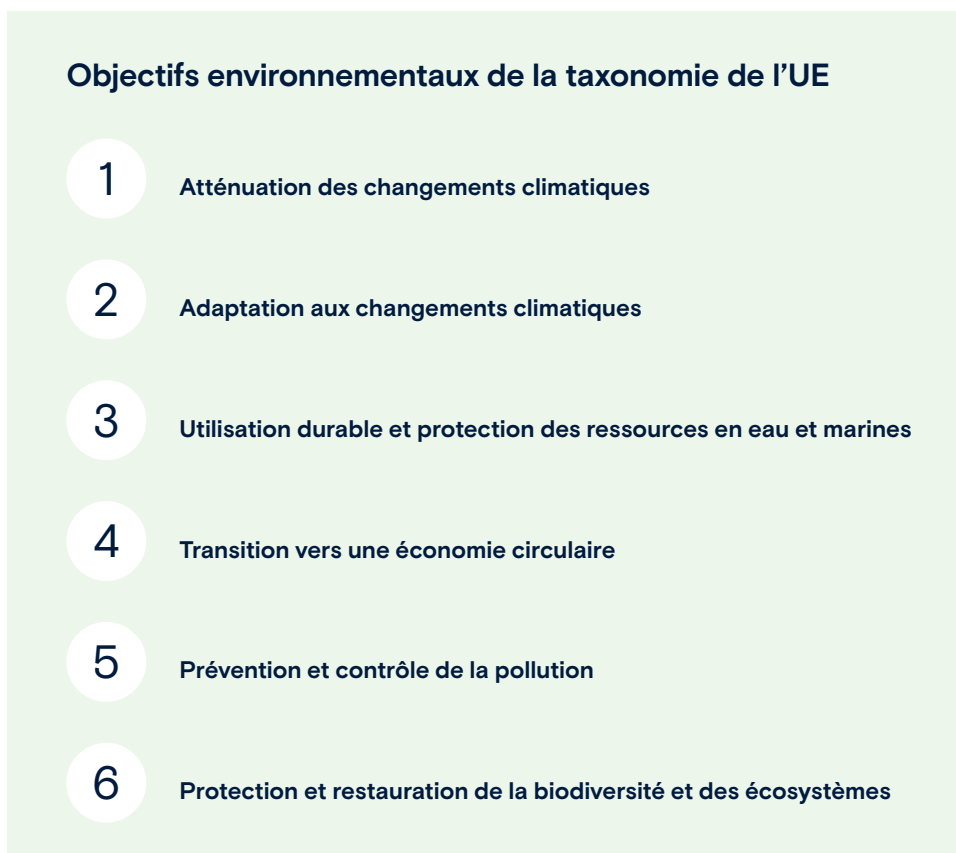 Objectifs environnementaux de la taxonomie de l’UE
1
Atténuation des changements climatiques
2
Adaptation aux changements climatiques
3
Utilisation durable et protection des ressources en eau et marines
4
Transition vers une économie circulaire
5
Prévention et contrôle de la pollution
6
Protection et restauration de la biodiversité et des écosystèmes